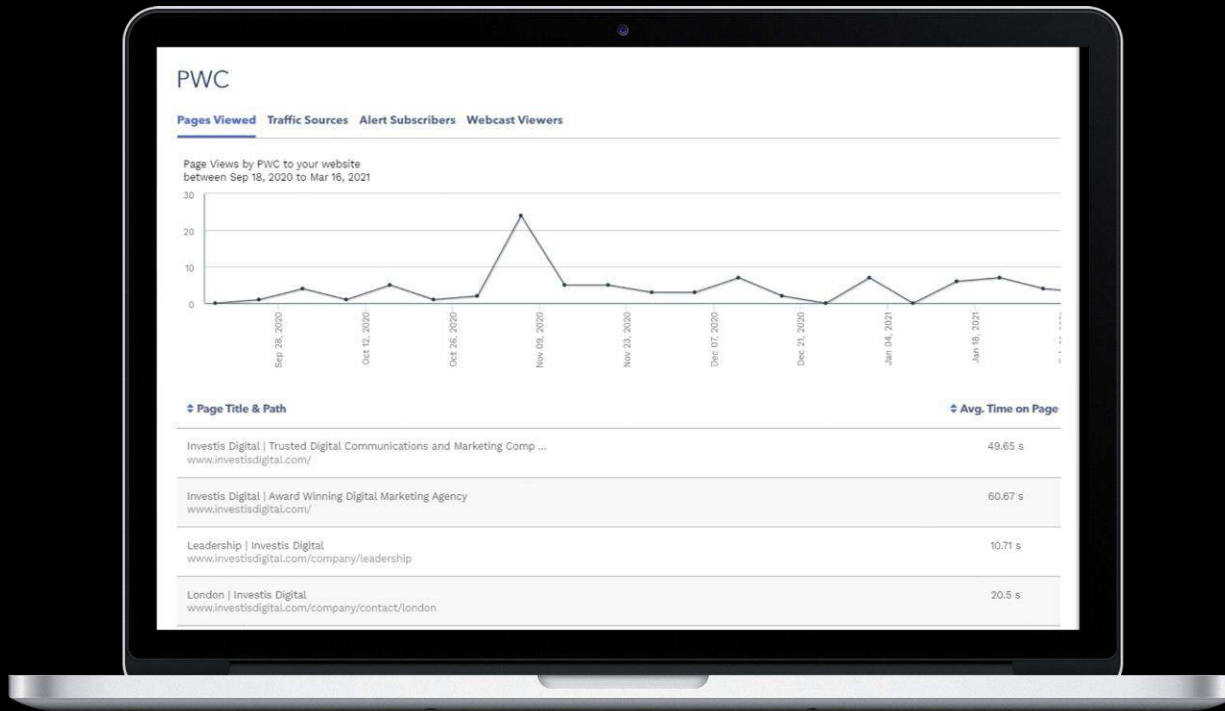 PWC
Pages Viewed Traffic Sources Alert Subscribers Webcast Viewers
Page Views by PWC to your website
between Sep 18, 2020 to Mar 16, 2021
30
20
10
0
Sep 28, 2020
Oct 12, 2020
Oct 26, 2020
Nov 09, 2020
Nov 23, 2020
Dec 07, 2020
Dec 21, 2020
Jan 04, 2021
Jan 18, 2021
Page Title & Path Avg. Time on Page
Investis Digital | Trusted Digital Communications and Marketing Comp ... 49.65 s
www.investisdigital.com/
Investis Digital | Award Winning Digital Marketing Agency 60.67 s
www.investisdigital.com/
Leadership | Investis Digital 10.71 s
www.investisdigital.com/company/leadership
London | Investis Digital 20.5 s
www.investisdigital.com/company/contact/london